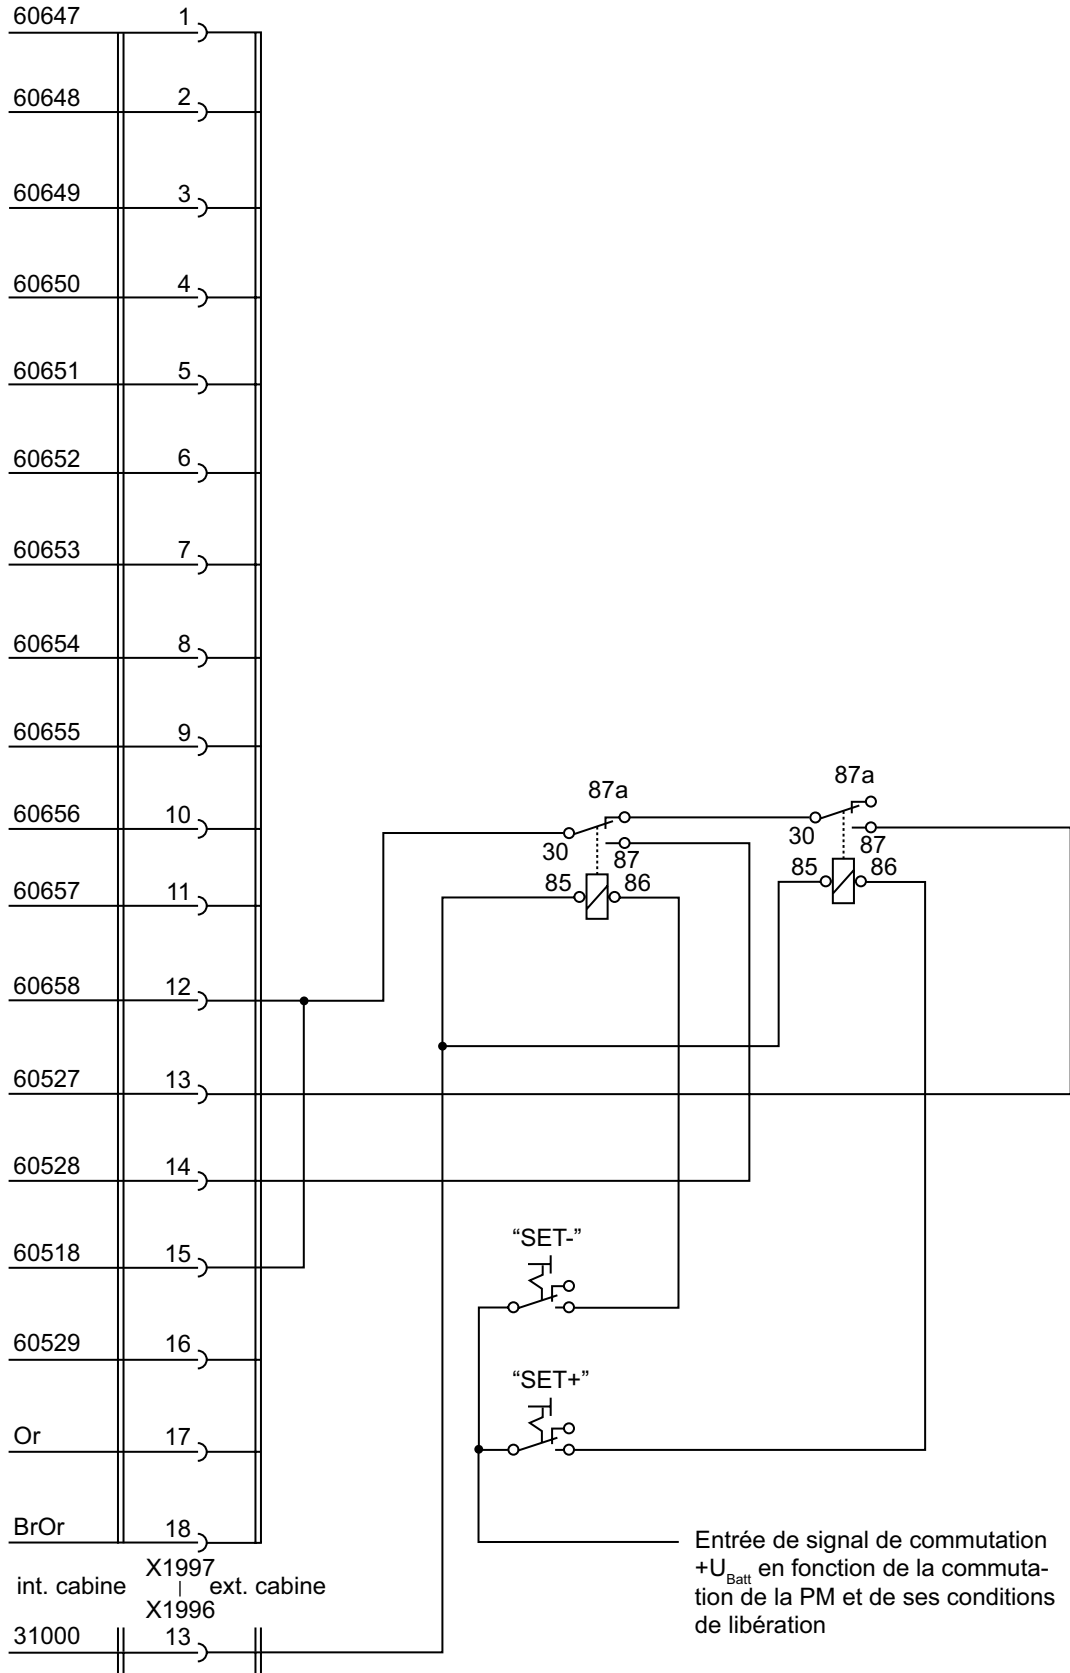 60647 1
60648 2
60649 3
60650 4
60651 5
60652 6
60653 7
60654 8
60655 9
87a
87a
60656 10
30
87
30
87
85 86
85 86
60657 11
60658 12
60527 13
60528 14
“SET-”
60518 15
60529 16
“SET+”
Or 17
BrOr 18
Entrée de signal de commutation
+UBatt en fonction de la commuta-
tion de la PM et de ses conditions
de libération
X1997
int. cabine | ext. cabine
X1996
31000 13